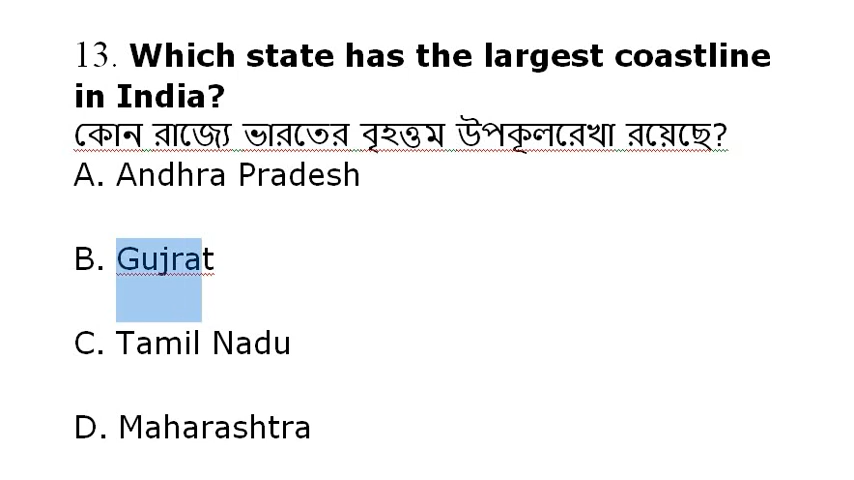 13. Which state has the largest coastline
in India?
কোন রাজ্যে ভারতের বৃহত্তম উপকূলরেখা রয়েছে?
A. Andhra Pradesh
B. Gujrat
C. Tamil Nadu
D. Maharashtra